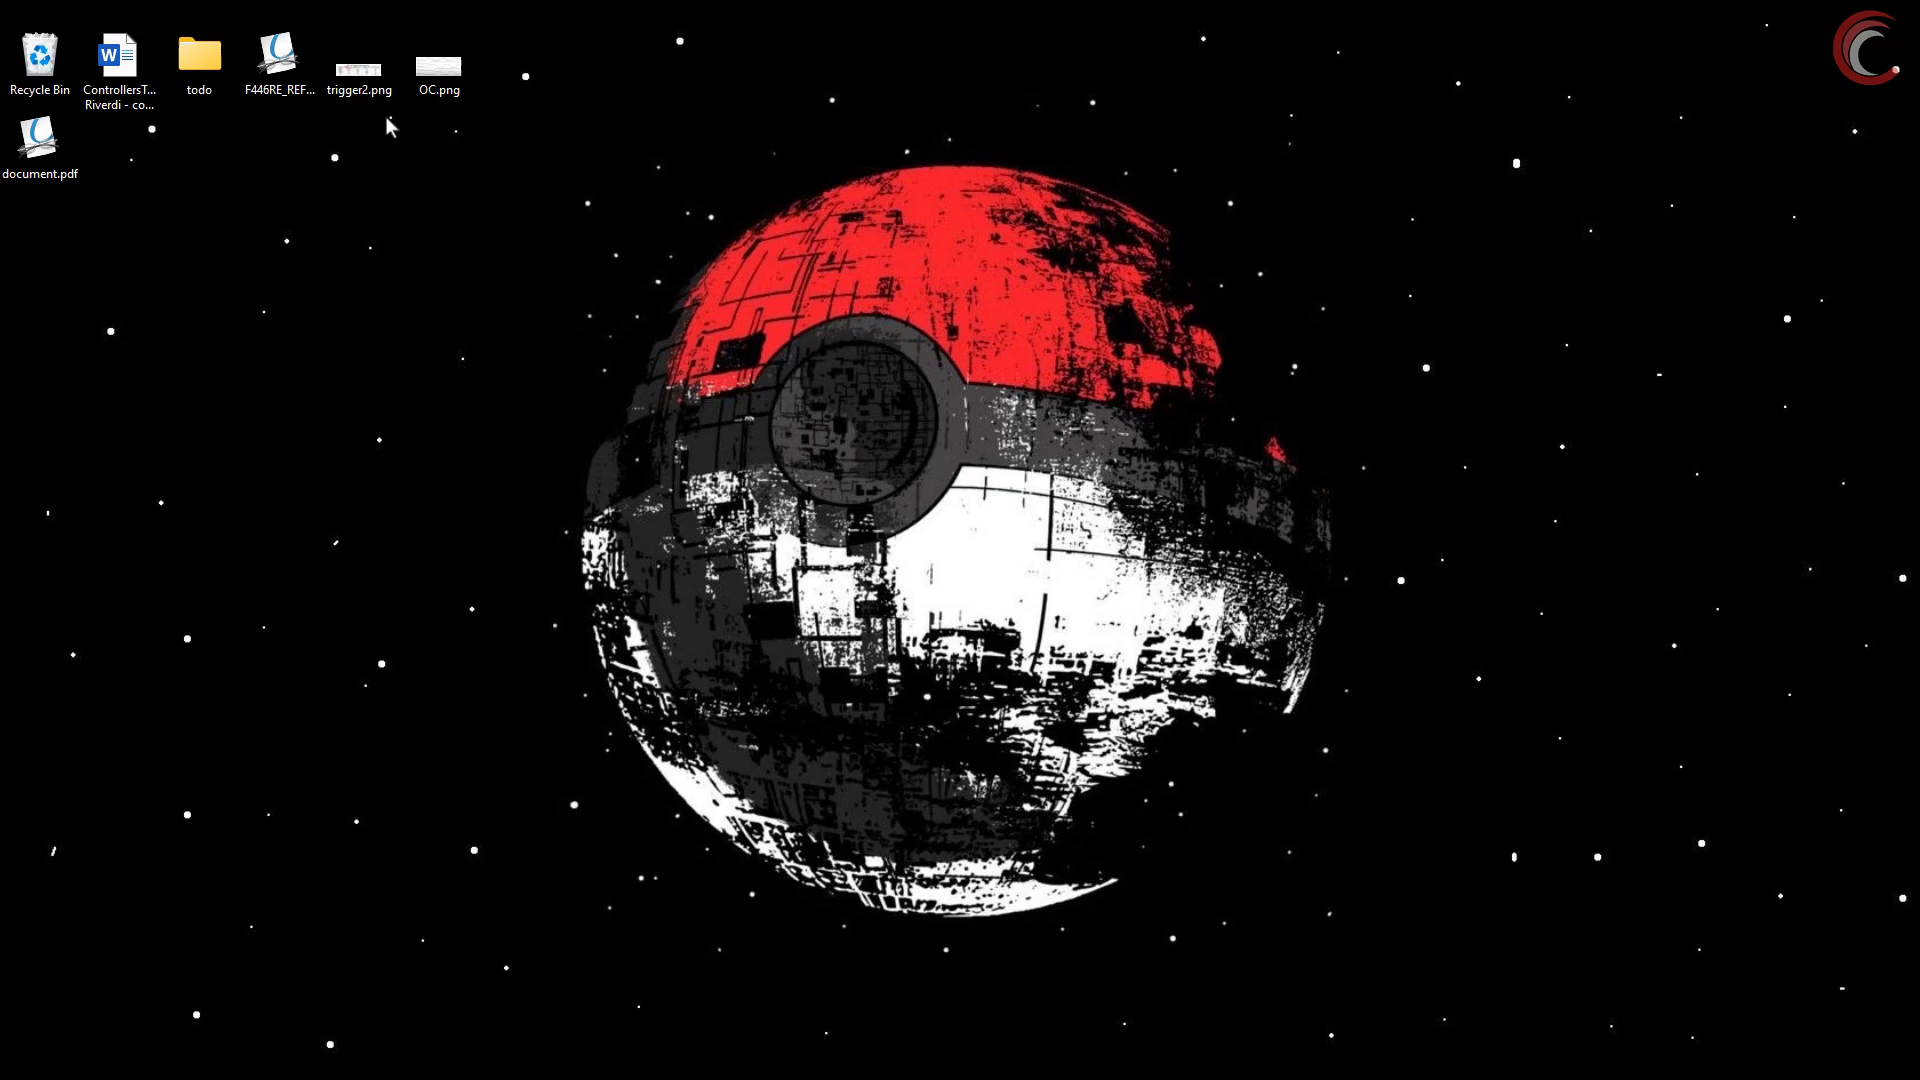 Recycle Bin
ControllersT...
Riverdi - co...
todo
F446RE_REF...
trigger2.png
OC.png
document.pdf